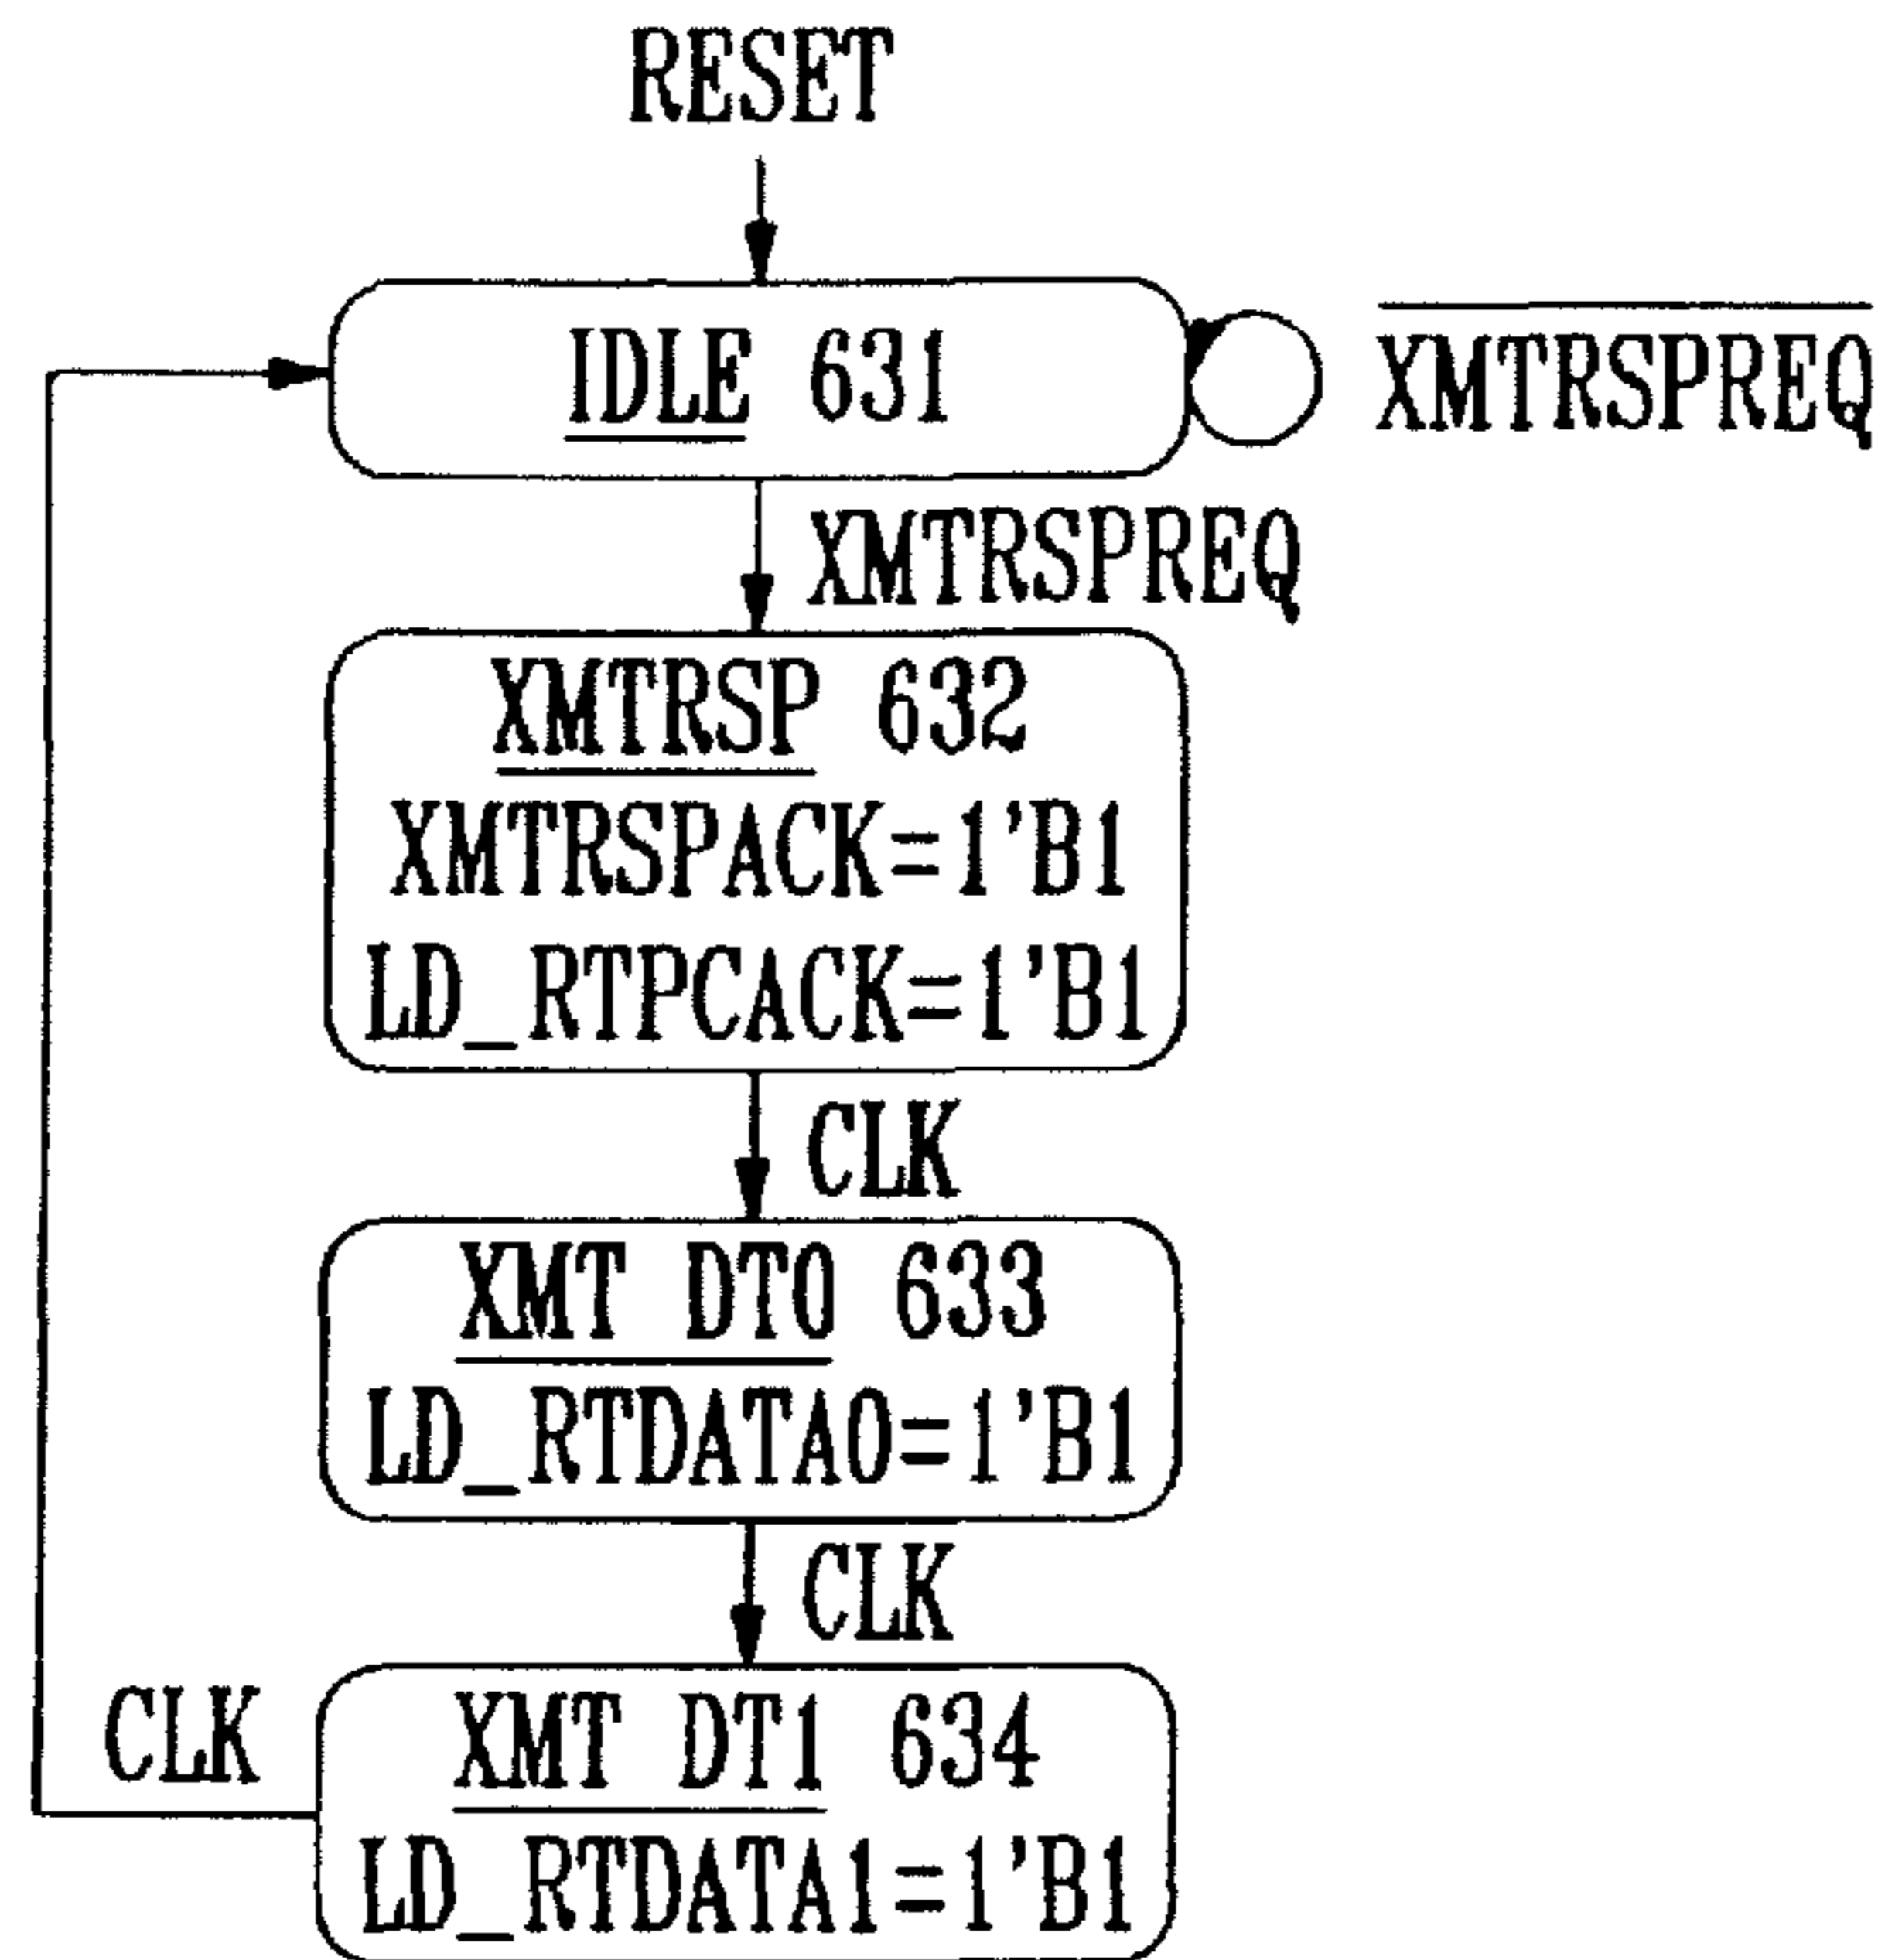 RESET
IDLE 631
XMTRSPREQ
XMTRSPREQ
XMTRSP 632
XMTRSPACK=1'B1
LD_RTPCACK=1'B1
CLK
XMT DT0 633
LD_RTDATA0=1'B1
CLK
CLK
XMT DT1 634
LD_RTDATA1=1'B1